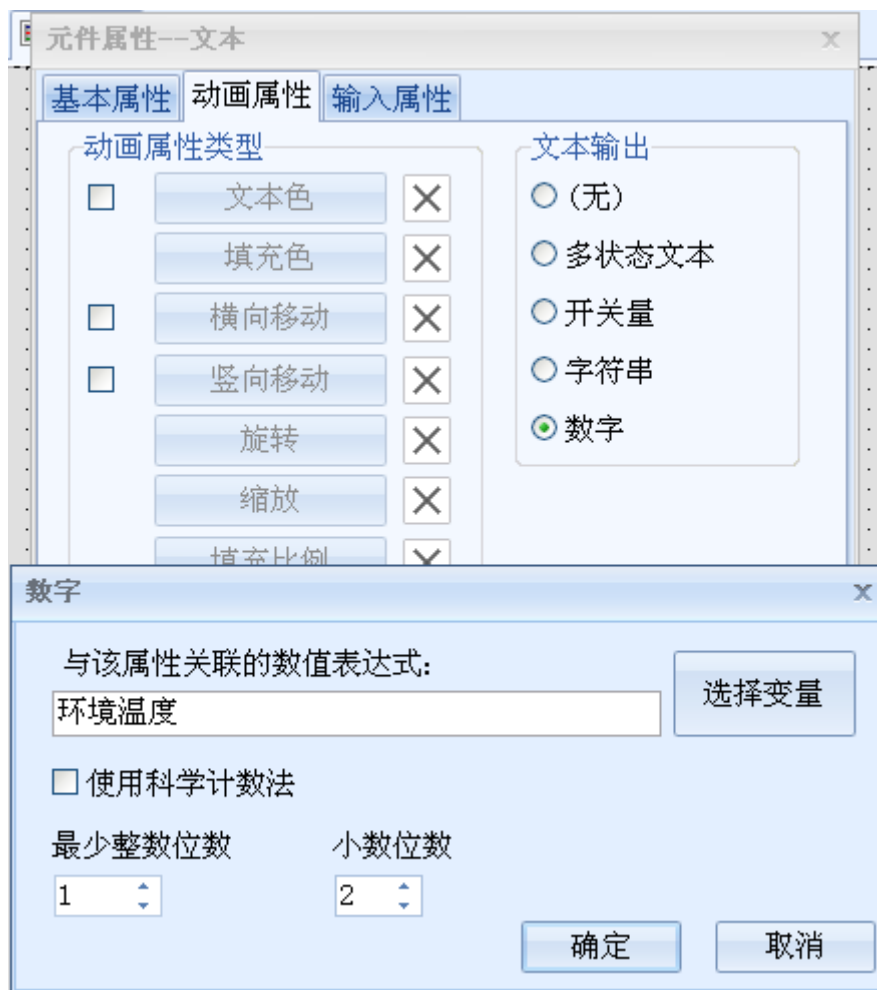 元件属性--文本
基本属性 动画属性 输入属性
动画属性类型
文本色
填充色
横向移动
竖向移动
旋转
缩放
填充比例
文本输出
(无)
多状态文本
开关量
字符串
数字
数字
与该属性关联的数值表达式:
环境温度
选择变量
使用科学计数法
最少整数位数 小数位数
1 2
确定 取消